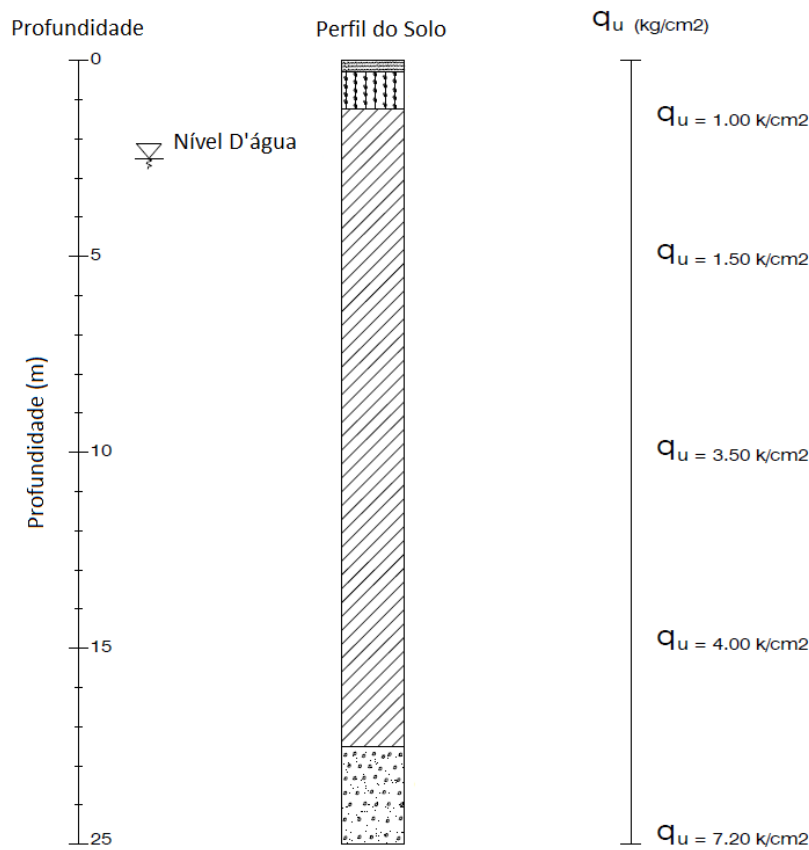 Profundidade
Perfil do Solo
qu (kg/cm2)
0
qu = 1.00 k/cm2
Nível D'água
5
qu = 1.50 k/cm2
Profundidade (m)
10
qu = 3.50 k/cm2
15
qu = 4.00 k/cm2
25
qu = 7.20 k/cm2